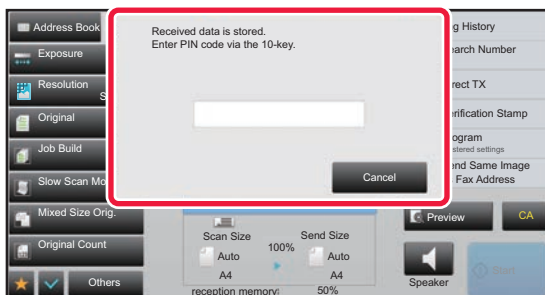 Address Book
Exposure
Resolution
S
Original
Job Build
Slow Scan Mo
Mixed Size Orig.
Original Count
Others
Received data is stored.
Enter PIN code via the 10-key.
Cancel
Scan Size
100%
Send Size
Auto
Auto
A4
A4
reception memory:
50%
g History
earch Number
rect TX
erification Stamp
ogram
stered settings
end Same Image
Fax Address
Preview
CA
Speaker
Start